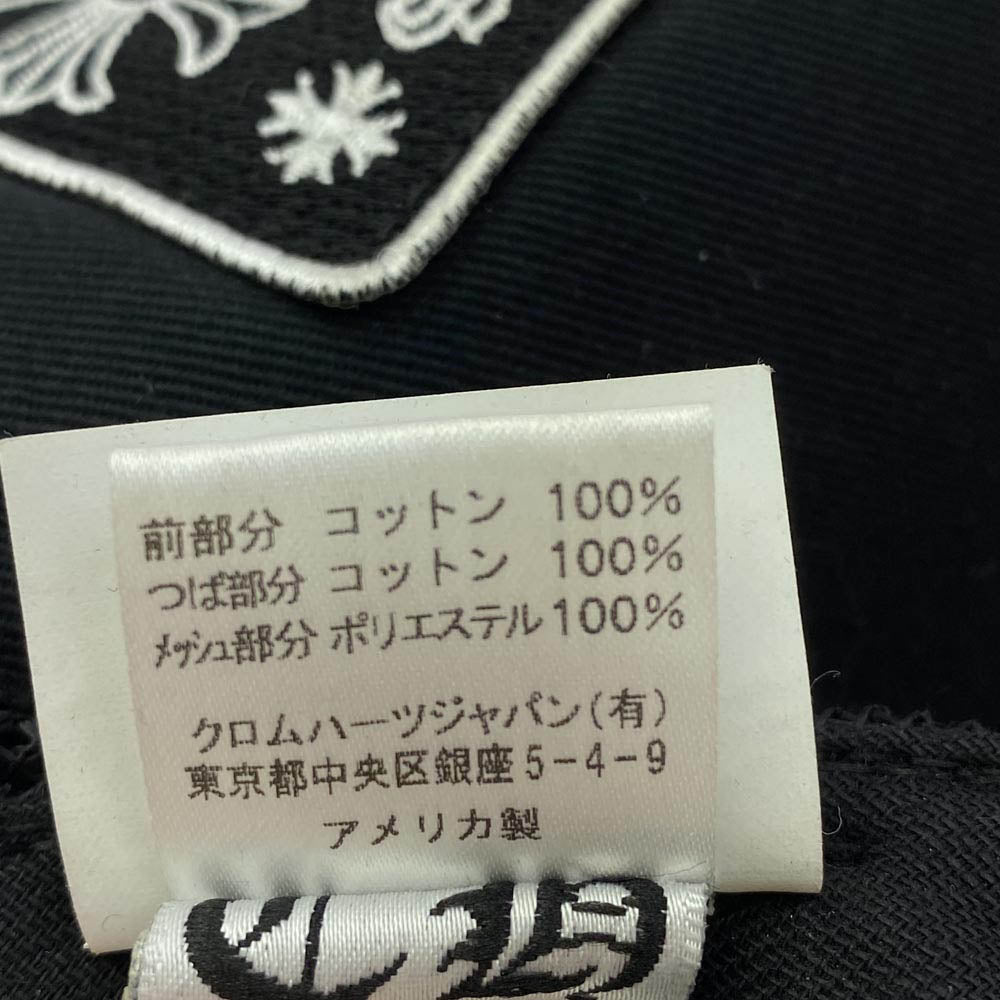 前部分 コットン 100%
つば部分 コットン 100%
メッシュ部分 ポリエステル 100%
クロムハーツジャパン(有)
東京都中央区銀座5-4-9
アメリカ製